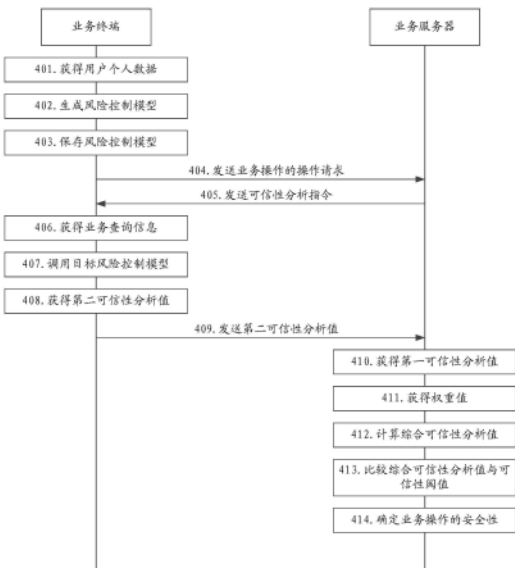 业务终端
业务服务器
401.获得用户个人数据
402.生成风险控制模型
403.保存风险控制模型
404.发送业务操作的操作请求
405.发送可信性分析指令
406.获得业务查询信息
407.调用目标风险控制模型
408.获得第二可信性分析值
409.发送第二可信性分析值
410.获得第一可信性分析值
411.获得权重值
412.计算综合可信性分析值
413.比较综合可信性分析值与可
信性阈值
414.确定业务操作的安全性